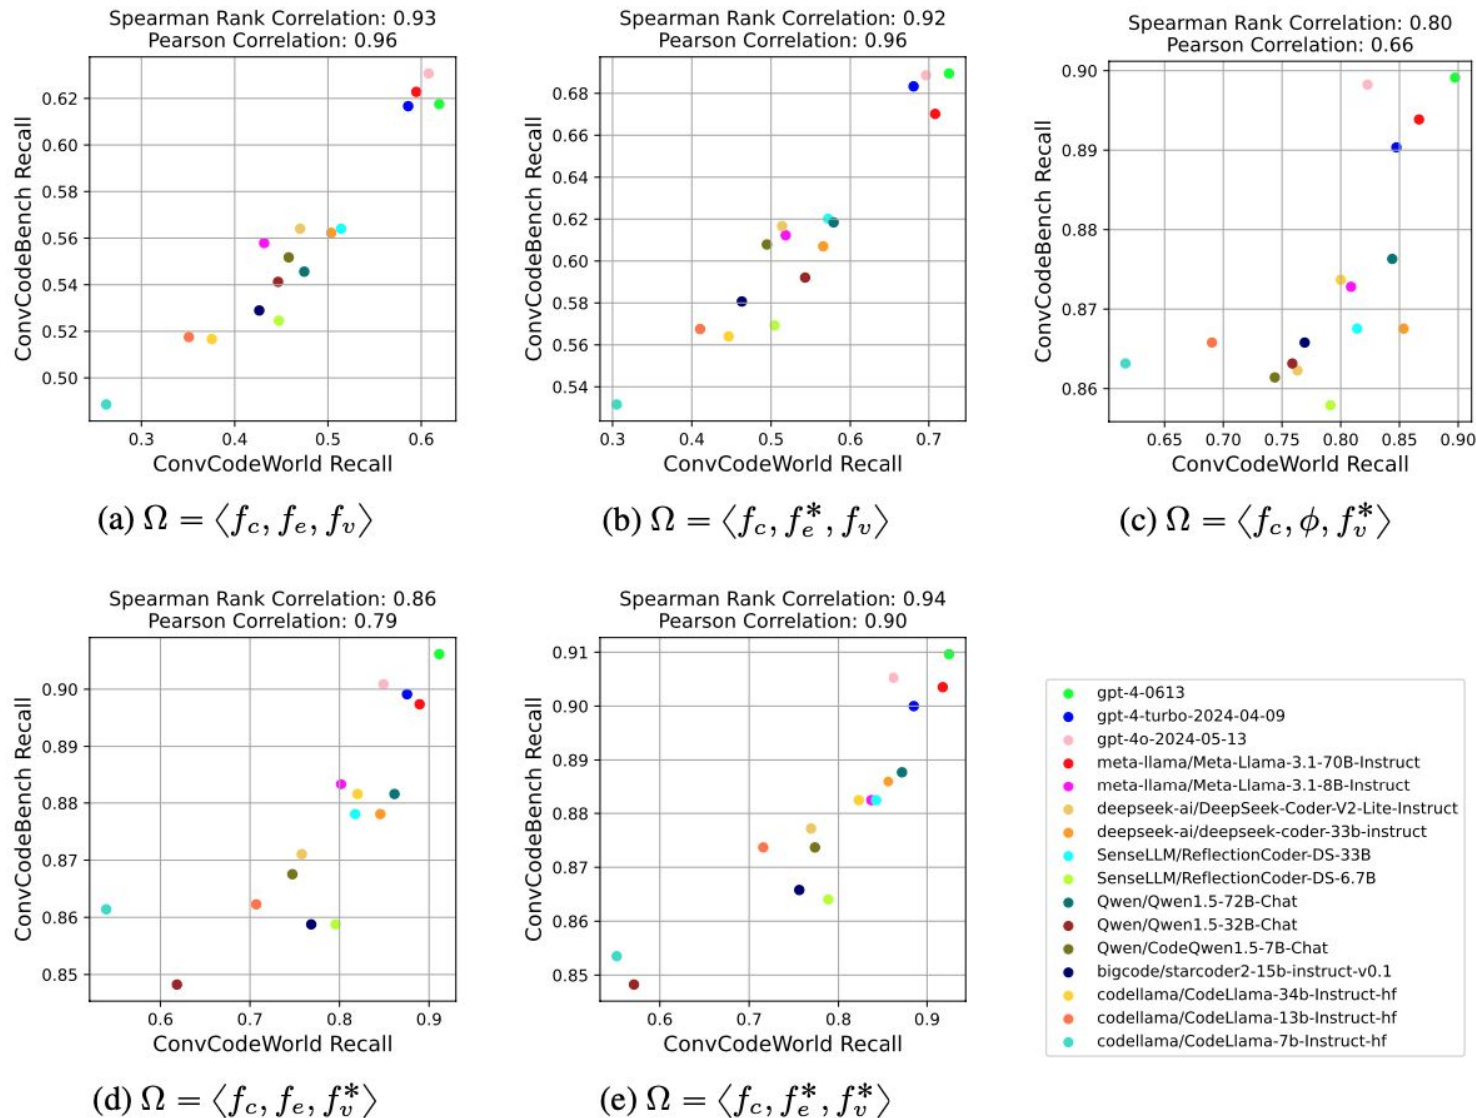 Spearman Rank Correlation: 0.93
Pearson Correlation: 0.96
ConvCodeBench Recall
0.62
0.60
0.58
0.56
0.54
0.52
0.50
0.3 0.4 0.5 0.6
ConvCodeWorld Recall
(a) Ω = ⟨f_c, f_e, f_v⟩
Spearman Rank Correlation: 0.92
Pearson Correlation: 0.96
ConvCodeBench Recall
0.68
0.66
0.64
0.62
0.60
0.58
0.56
0.54
0.3 0.4 0.5 0.6 0.7
ConvCodeWorld Recall
(b) Ω = ⟨f_c, f_e^*, f_v⟩
Spearman Rank Correlation: 0.80
Pearson Correlation: 0.66
ConvCodeBench Recall
0.90
0.89
0.88
0.87
0.86
0.65 0.70 0.75 0.80 0.85 0.90
ConvCodeWorld Recall
(c) Ω = ⟨f_c, ϕ, f_v^*⟩
Spearman Rank Correlation: 0.86
Pearson Correlation: 0.79
ConvCodeBench Recall
0.90
0.89
0.88
0.87
0.86
0.85
0.6 0.7 0.8 0.9
ConvCodeWorld Recall
(d) Ω = ⟨f_c, f_e, f_v^*⟩
Spearman Rank Correlation: 0.94
Pearson Correlation: 0.90
ConvCodeBench Recall
0.91
0.90
0.89
0.88
0.87
0.86
0.85
0.6 0.7 0.8 0.9
ConvCodeWorld Recall
(e) Ω = ⟨f_c, f_e^*, f_v^*⟩
gpt-4-0613
gpt-4-turbo-2024-04-09
gpt-4o-2024-05-13
meta-llama/Meta-Llama-3.1-70B-Instruct
meta-llama/Meta-Llama-3.1-8B-Instruct
deepseek-ai/DeepSeek-Coder-V2-Lite-Instruct
deepseek-ai/deepseek-coder-33b-instruct
SenseLLM/ReflectionCoder-DS-33B
SenseLLM/ReflectionCoder-DS-6.7B
Qwen/Qwen1.5-72B-Chat
Qwen/Qwen1.5-32B-Chat
Qwen/CodeQwen1.5-7B-Chat
bigcode/starcoder2-15b-instruct-v0.1
codellama/CodeLlama-34b-Instruct-hf
codellama/CodeLlama-13b-Instruct-hf
codellama/CodeLlama-7b-Instruct-hf